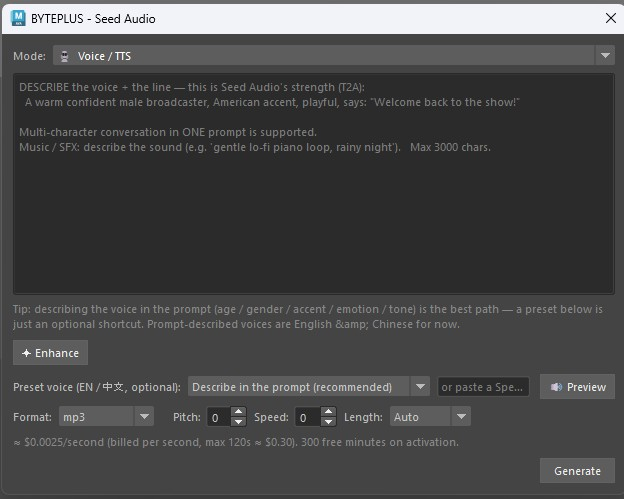 BYTEPLUS - Seed Audio
Mode: Voice / TTS
DESCRIBE the voice + the line — this is Seed Audio's strength (T2A):
A warm confident male broadcaster, American accent, playful, says: "Welcome back to the show!"
Multi-character conversation in ONE prompt is supported.
Music / SFX: describe the sound (e.g. `gentle lo-fi piano loop, rainy night'). Max 3000 chars.
Tip: describing the voice in the prompt (age / gender / accent / emotion / tone) is the best path — a preset below is
just an optional shortcut. Prompt-described voices are English &amp; Chinese for now.
Enhance
Preset voice (EN / 中文, optional): Describe in the prompt (recommended) or paste a Spe... Preview
Format: mp3 Pitch: 0 Speed: 0 Length: Auto
≈ $0.0025/second (billed per second, max 120s ≈ $0.30). 300 free minutes on activation.
Generate